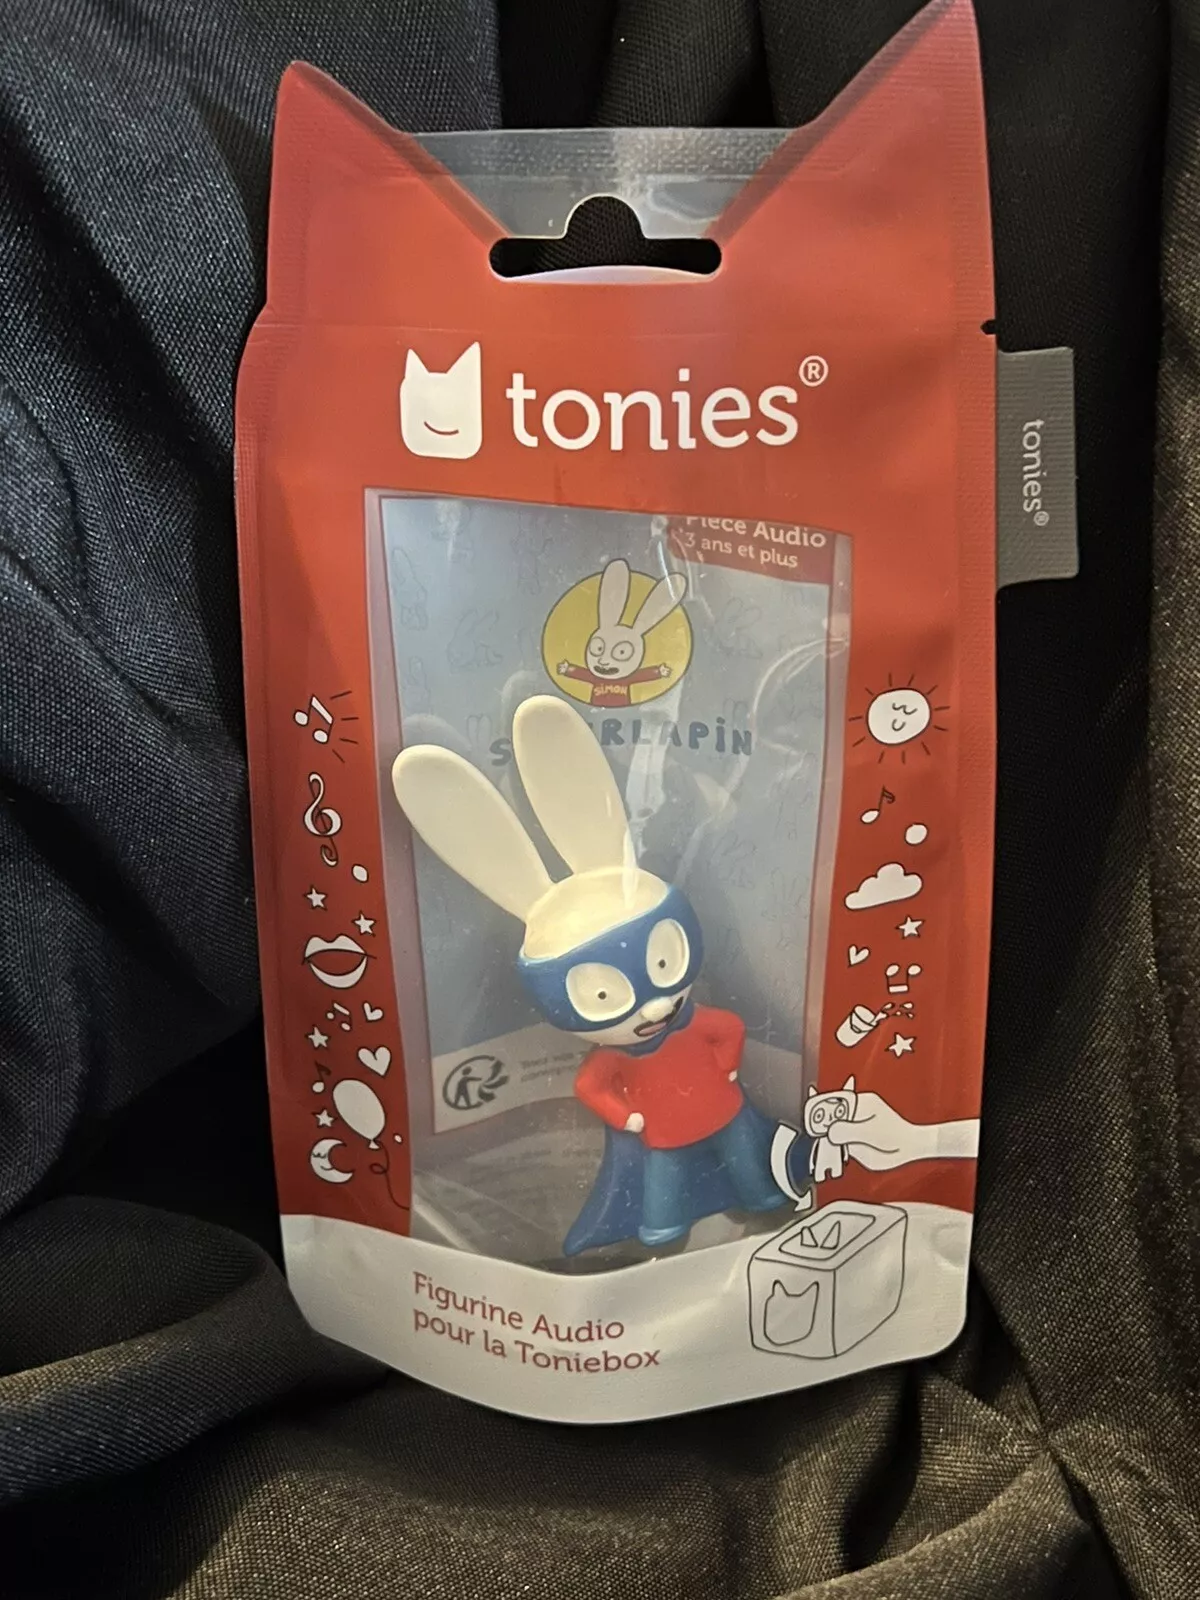 tonies®
tonies®
Pièce Audio
3 ans et plus
SIMON
Figurine Audio
pour la Toniebox